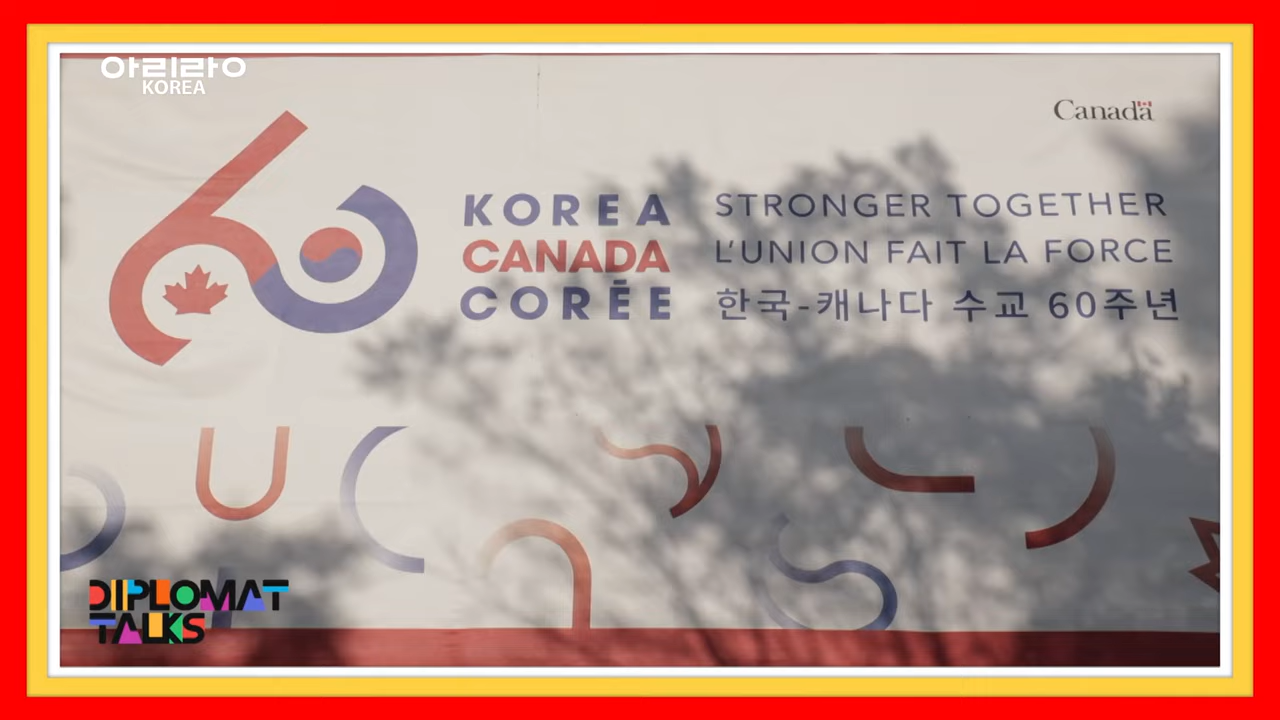 아리랑
KOREA
Canada
60
KOREA
CANADA
CORÉE
STRONGER TOGETHER
L'UNION FAIT LA FORCE
한국-캐나다 수교 60주년
DIPLOMAT
TALKS